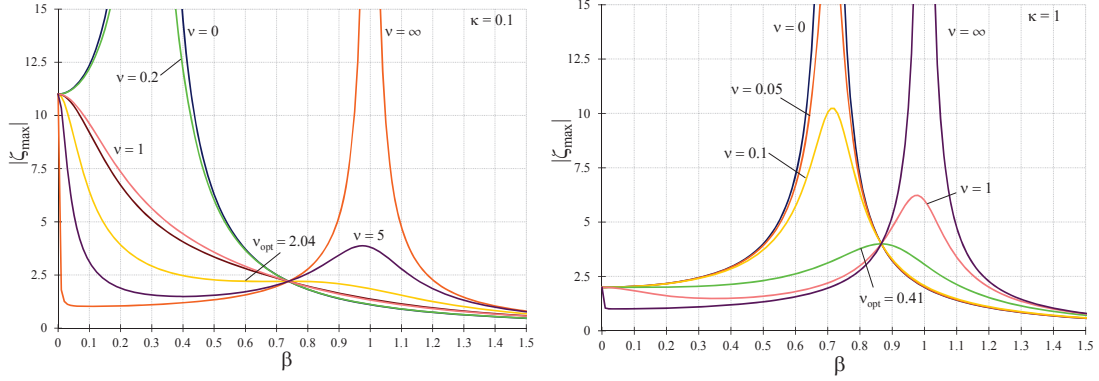 15
12.5
10
7.5
5
2.5
0
|ζmax|
0 0.1 0.2 0.3 0.4 0.5 0.6 0.7 0.8 0.9 1 1.1 1.2 1.3 1.4 1.5
β
κ = 0.1
ν = 0
ν = ∞
ν = 0.2
ν = 1
νopt = 2.04
ν = 5
15
12.5
10
7.5
5
2.5
0
|ζmax|
0 0.1 0.2 0.3 0.4 0.5 0.6 0.7 0.8 0.9 1 1.1 1.2 1.3 1.4 1.5
β
κ = 1
ν = 0
ν = ∞
ν = 0.05
ν = 0.1
ν = 1
νopt = 0.41